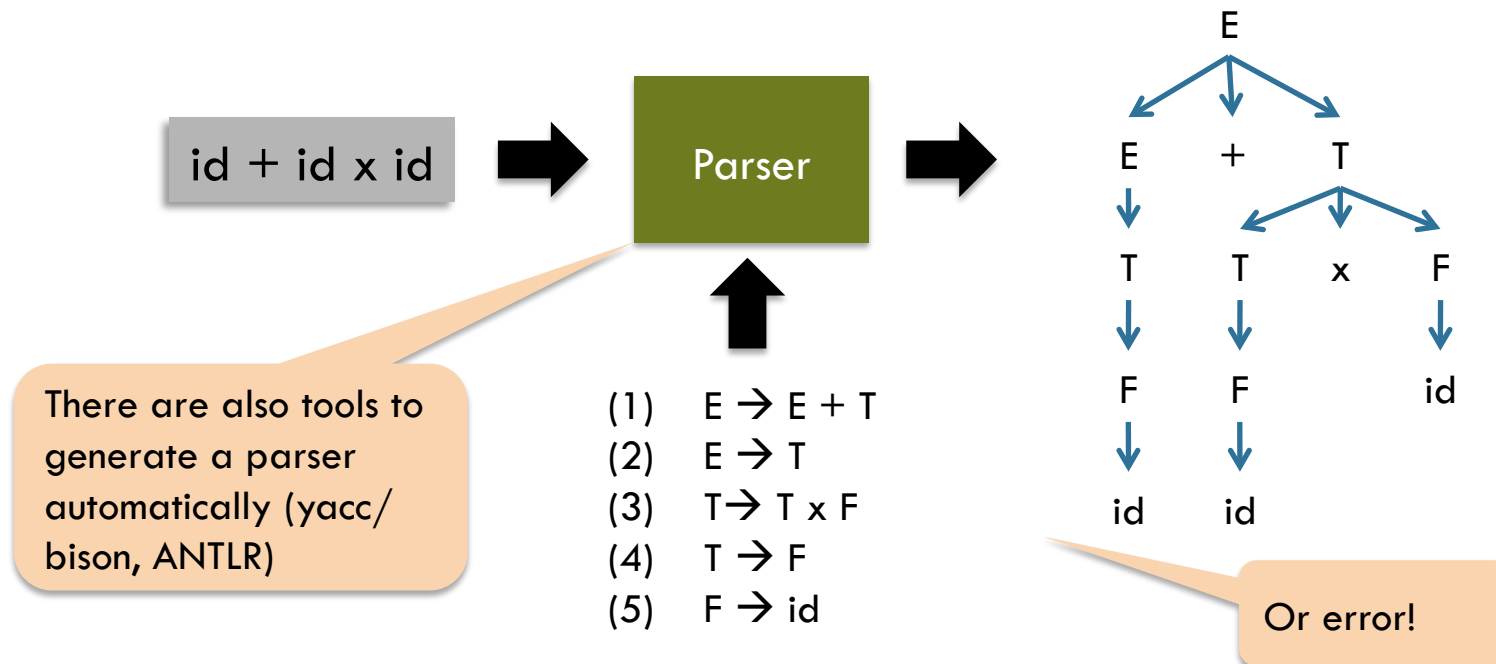 E
id + id x id
Parser
E + T
T T x F
F F id
id id
There are also tools to
generate a parser
automatically (yacc/
bison, ANTLR)
(1) E → E + T
(2) E → T
(3) T→ T x F
(4) T → F
(5) F → id
Or error!